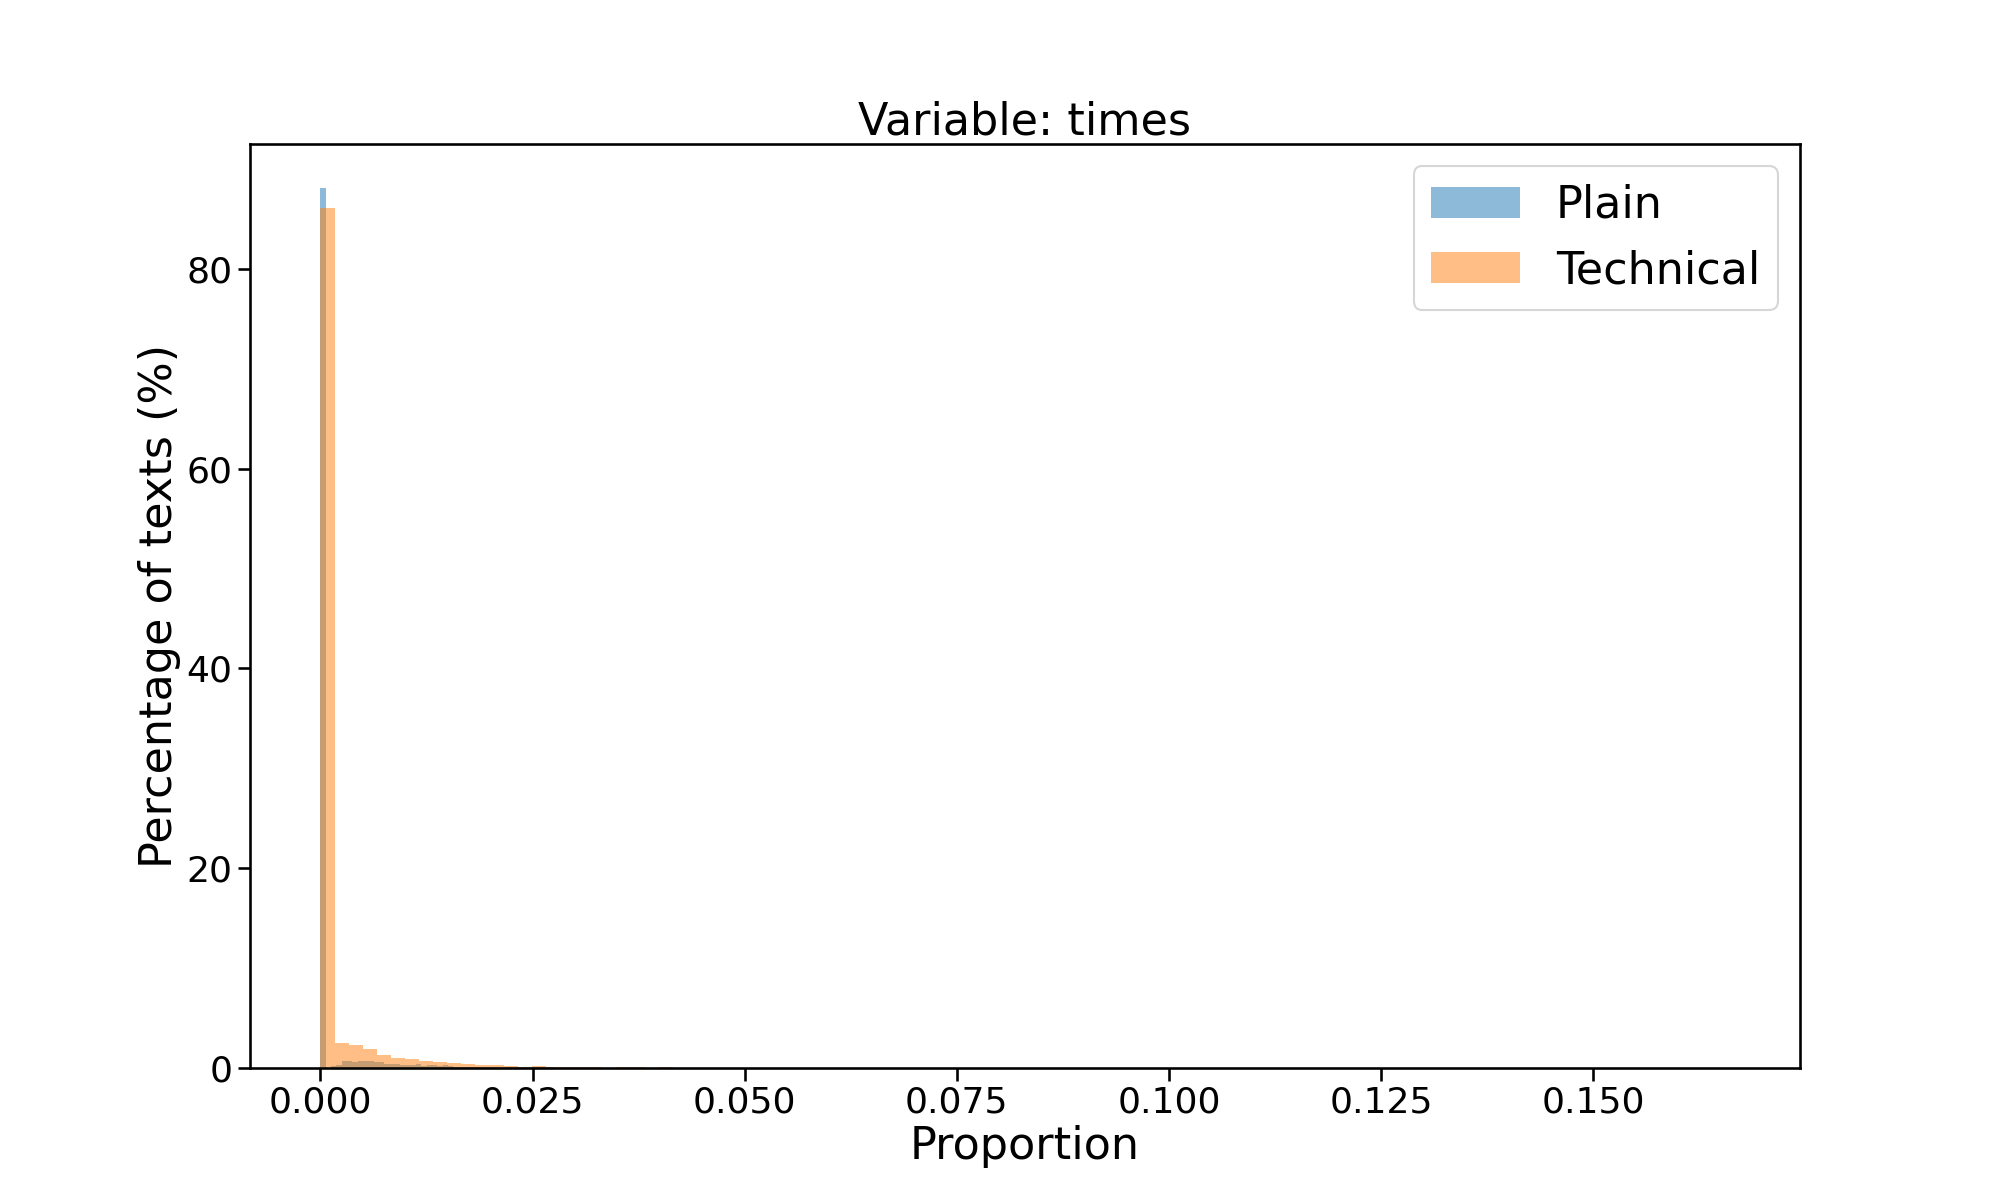 Variable: times
Plain
Technical
Percentage of texts (%)
80
60
40
20
0
0.000 0.025 0.050 0.075 0.100 0.125 0.150
Proportion